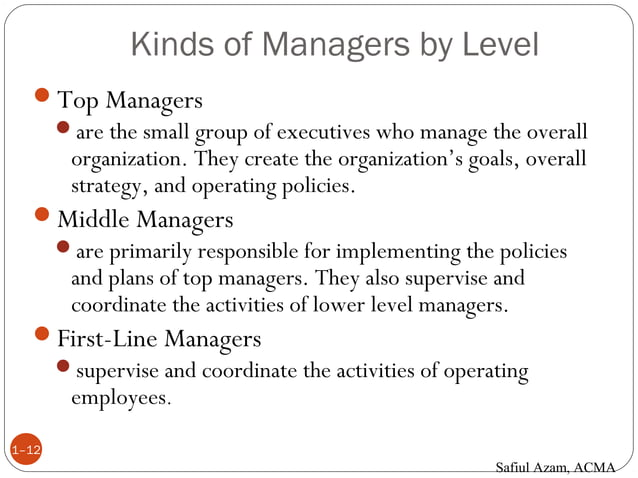 Kinds of Managers by Level
Top Managers
are the small group of executives who manage the overall
organization. They create the organization’s goals, overall
strategy, and operating policies.
Middle Managers
are primarily responsible for implementing the policies
and plans of top managers. They also supervise and
coordinate the activities of lower level managers.
First-Line Managers
supervise and coordinate the activities of operating
employees.
1–12
Safiul Azam, ACMA